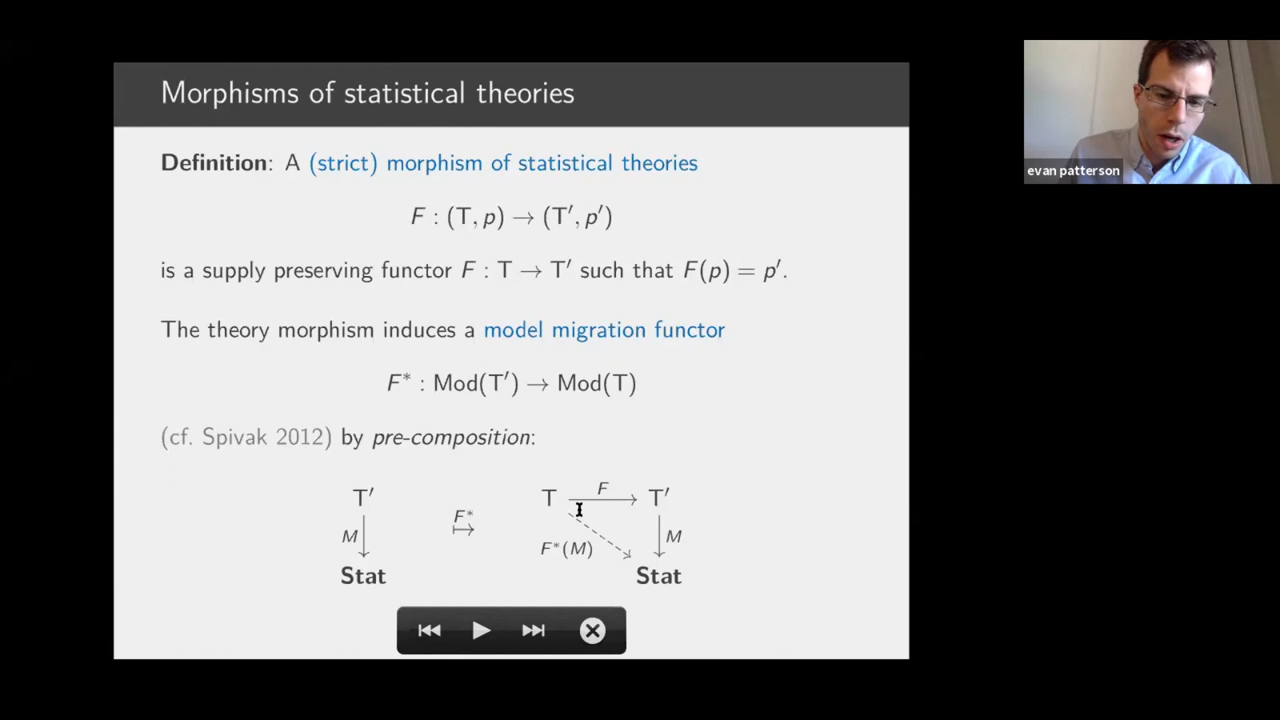 Morphisms of statistical theories
Definition: A (strict) morphism of statistical theories
F : (T, p) → (T′, p′)
is a supply preserving functor F : T → T′ such that F(p) = p′.
The theory morphism induces a model migration functor
F* : Mod(T′) → Mod(T)
(cf. Spivak 2012) by pre-composition:
T′ T F T′
M F* ↦ F*(M) M
Stat Stat
evan patterson